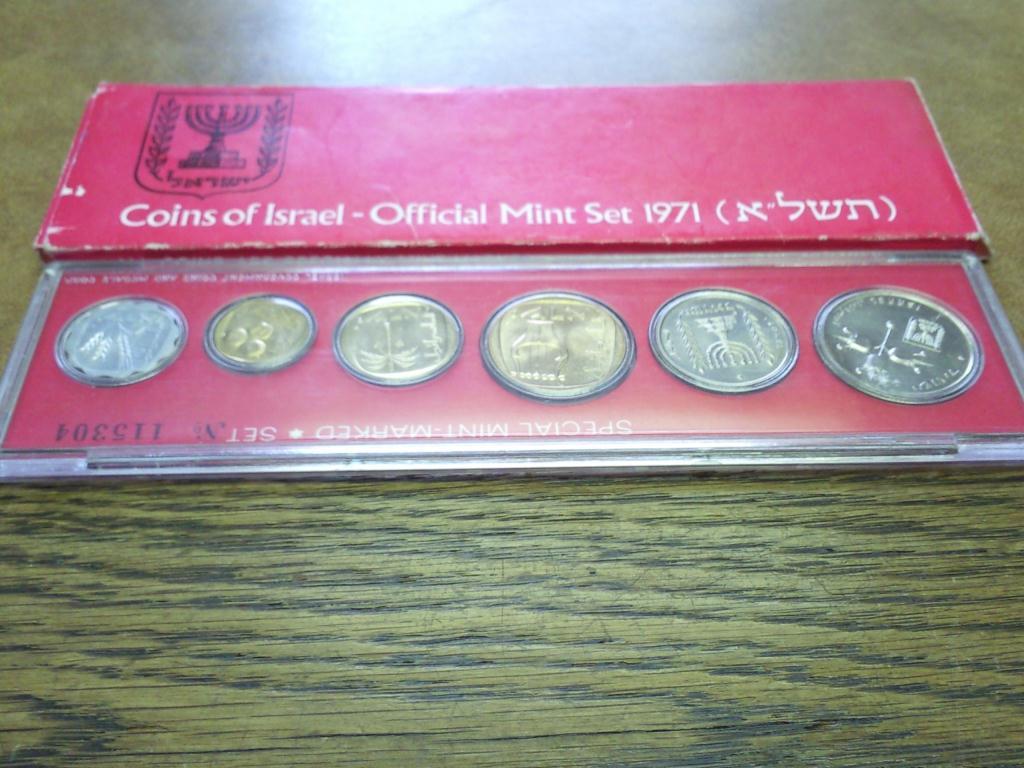 ישראל
Coins of Israel - Official Mint Set 1971 (תשל״א)
SPECIAL MINT-MARKED * SET № 115304